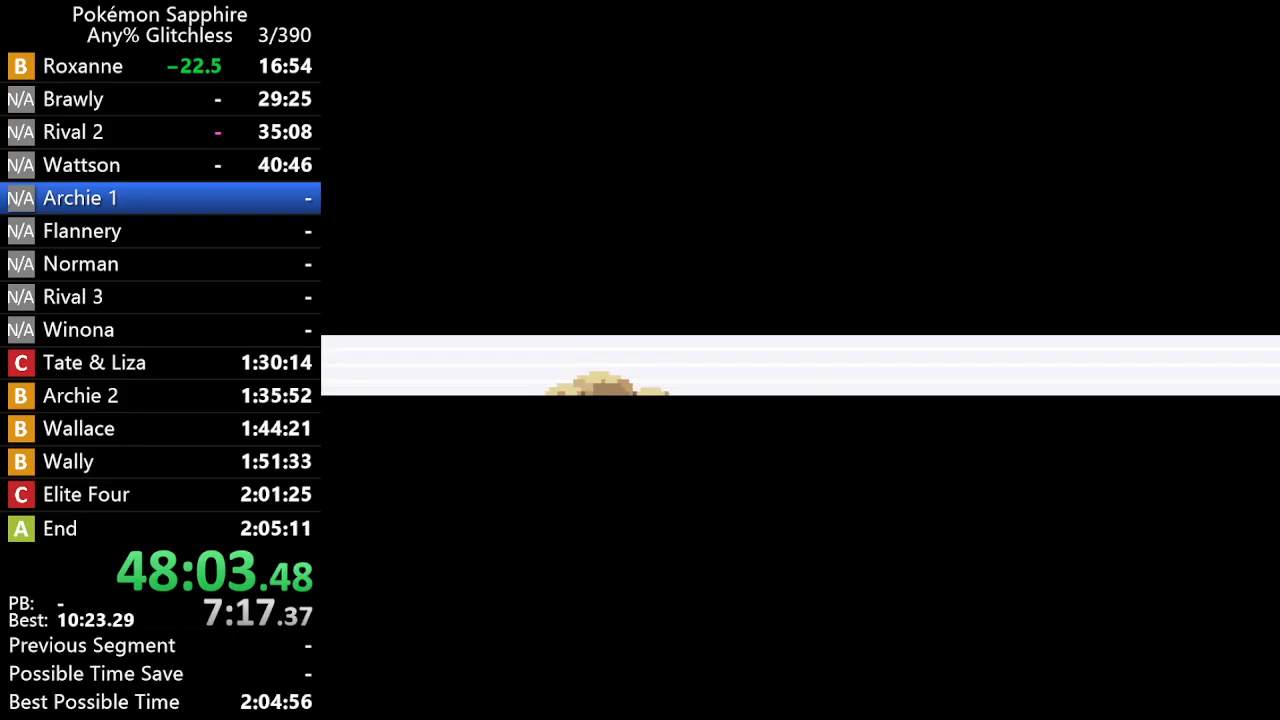 Pokémon Sapphire
Any% Glitchless 3/390
B Roxanne −22.5 16:54
N/A Brawly - 29:25
N/A Rival 2 - 35:08
N/A Wattson - 40:46
N/A Archie 1 -
N/A Flannery -
N/A Norman -
N/A Rival 3 -
N/A Winona -
C Tate & Liza 1:30:14
B Archie 2 1:35:52
B Wallace 1:44:21
B Wally 1:51:33
C Elite Four 2:01:25
A End 2:05:11
48:03.48
PB: -
Best: 10:23.29 7:17.37
Previous Segment -
Possible Time Save -
Best Possible Time 2:04:56